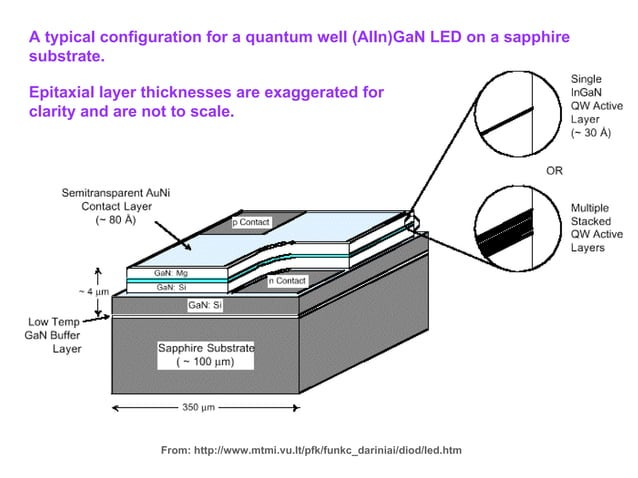 A typical configuration for a quantum well (AlIn)GaN LED on a sapphire
substrate.
Epitaxial layer thicknesses are exaggerated for
clarity and are not to scale.
Single
InGaN
QW Active
Layer
(~ 30 Å)
OR
Multiple
Stacked
QW Active
Layers
Semitransparent AuNi
Contact Layer
(~ 80 Å)
p Contact
n Contact
GaN: Mg
GaN: Si
~ 4 µm
GaN: Si
Low Temp
GaN Buffer
Layer
Sapphire Substrate
( ~ 100 µm)
350 µm
From: http://www.mtmi.vu.lt/pfk/funkc_dariniai/diod/led.htm